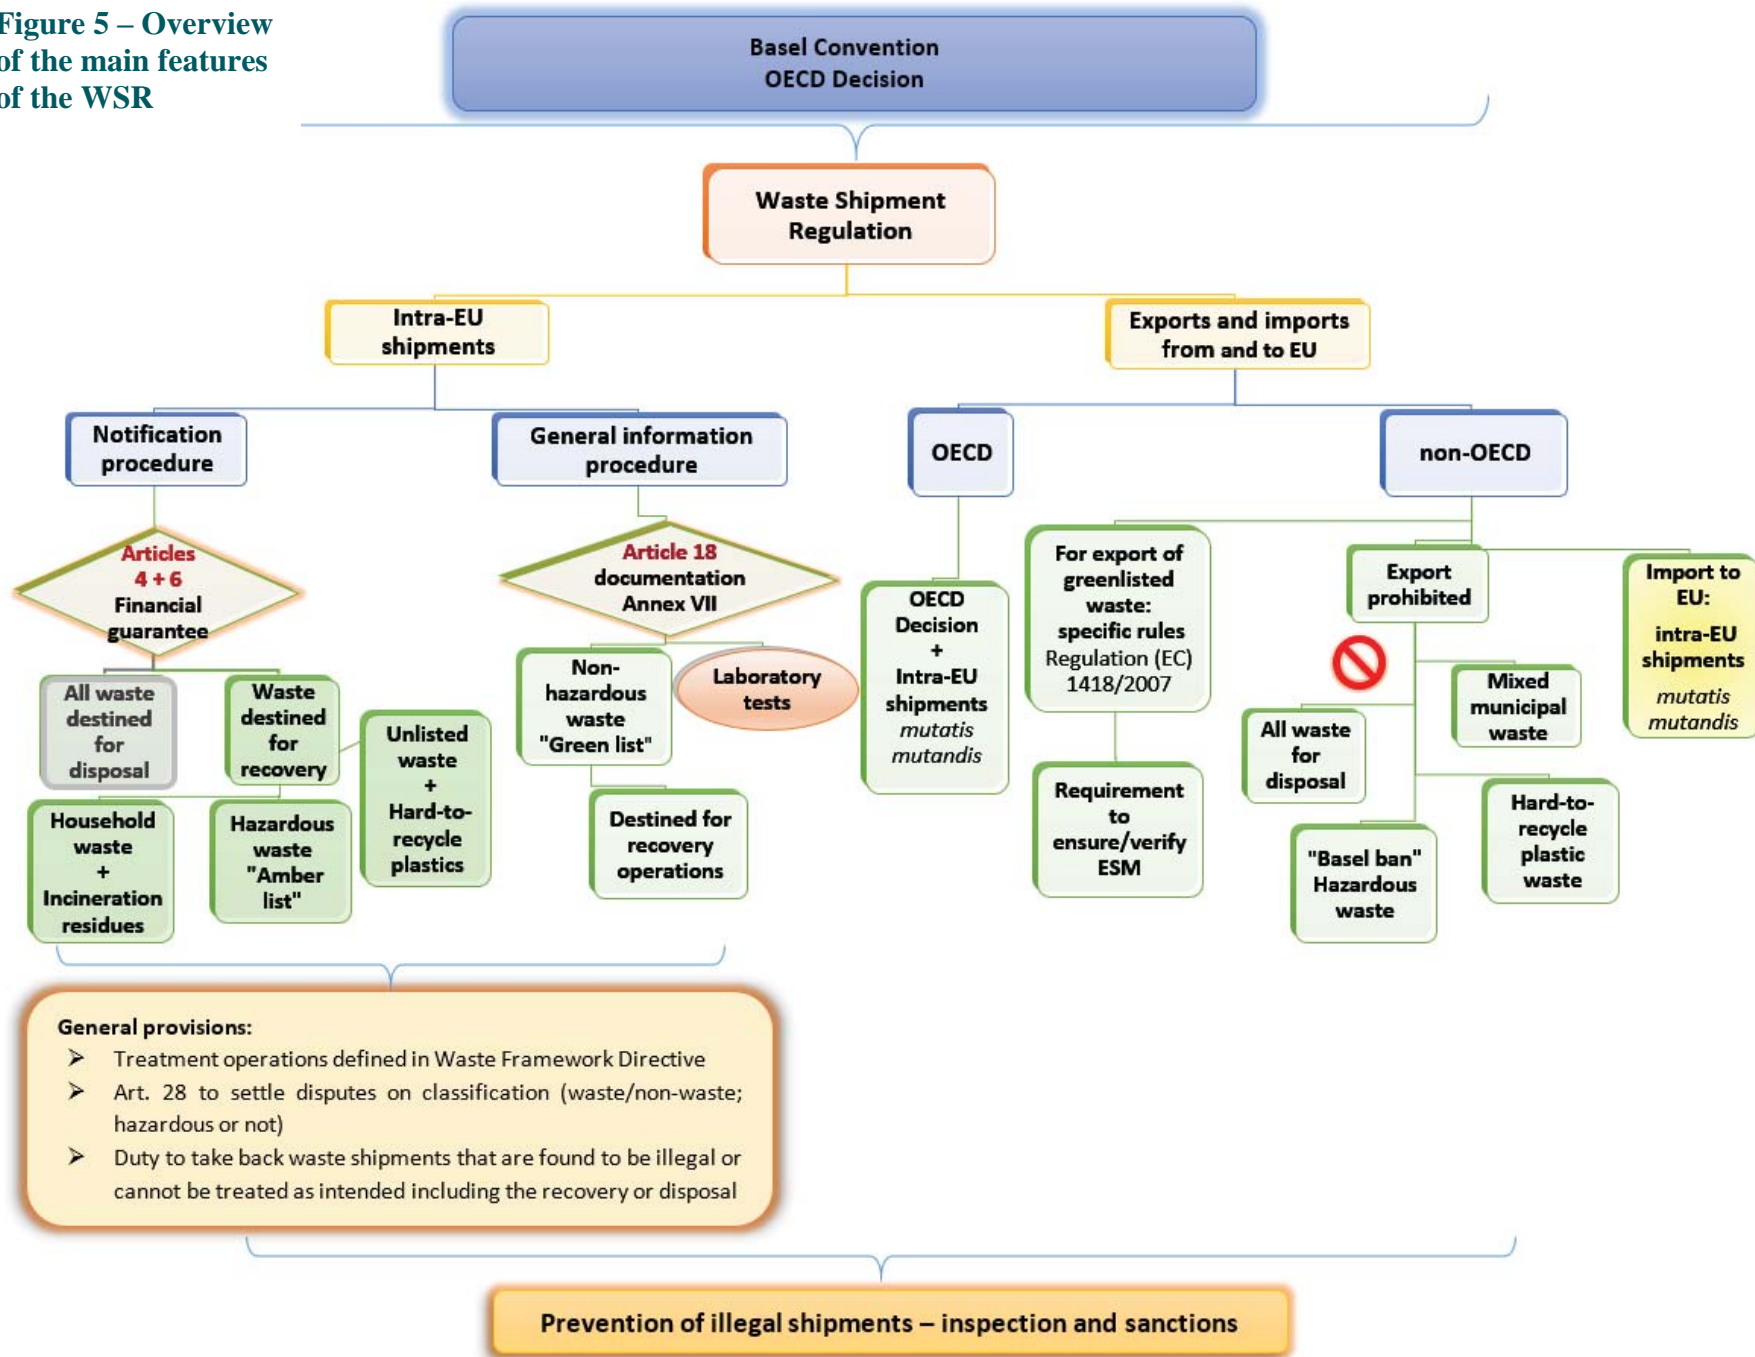 Figure 5 – Overview
of the main features
of the WSR
Basel Convention
OECD Decision
Waste Shipment
Regulation
Intra-EU
shipments
Exports and imports
from and to EU
Notification
procedure
General information
procedure
OECD
non-OECD
Articles
4 + 6
Financial
guarantee
Article 18
documentation
Annex VII
All waste
destined
for
disposal
Waste
destined
for
recovery
Unlisted
waste
+
Hard-to-
recycle
plastics
Household
waste
+
Incineration
residues
Hazardous
waste
"Amber
list"
Non-
hazardous
waste
"Green list"
Laboratory
tests
Destined for
recovery
operations
OECD
Decision
+
Intra-EU
shipments
mutatis
mutandis
For export of
greenlisted
waste:
specific rules
Regulation (EC)
1418/2007
Requirement
to
ensure/verify
ESM
Export
prohibited
Mixed
municipal
waste
All waste
for
disposal
Hard-to-
recycle
plastic
waste
"Basel ban"
Hazardous
waste
Import to
EU:
intra-EU
shipments
mutatis
mutandis
General provisions:
➢ Treatment operations defined in Waste Framework Directive
➢ Art. 28 to settle disputes on classification (waste/non-waste;
hazardous or not)
➢ Duty to take back waste shipments that are found to be illegal or
cannot be treated as intended including the recovery or disposal
Prevention of illegal shipments – inspection and sanctions